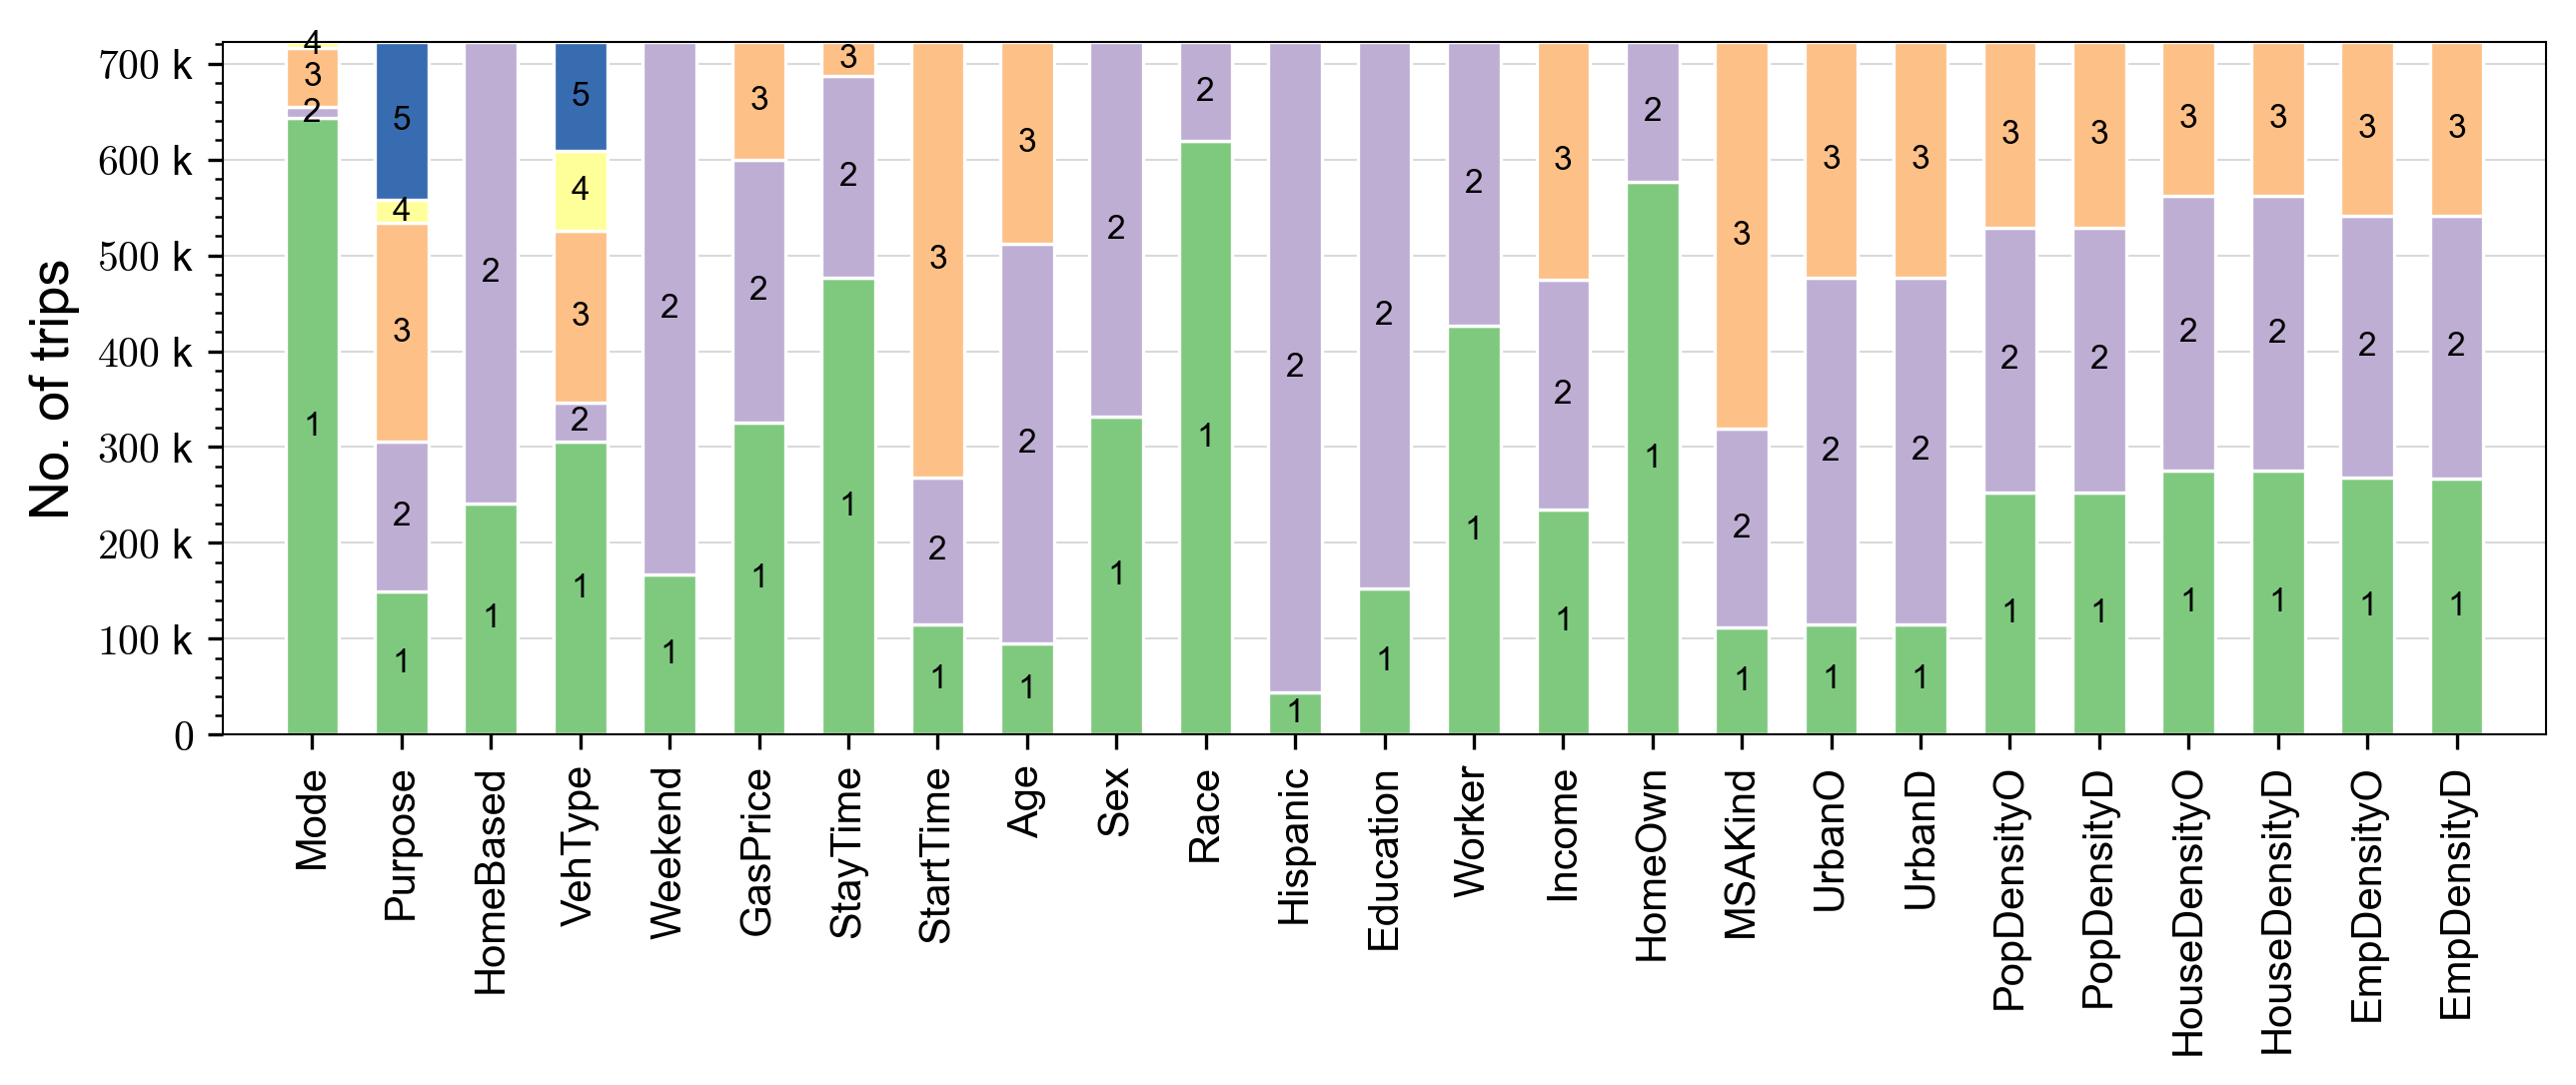 No. of trips
700 k
600 k
500 k
400 k
300 k
200 k
100 k
0
4
3
2
1
5
4
3
2
1
2
1
5
4
3
2
1
2
1
3
2
1
3
2
1
3
2
1
3
2
1
2
1
2
1
2
1
2
1
2
1
3
2
1
2
1
3
2
1
3
2
1
3
2
1
3
2
1
3
2
1
3
2
1
3
2
1
3
2
1
3
2
1
Mode
Purpose
HomeBased
VehType
Weekend
GasPrice
StayTime
StartTime
Age
Sex
Race
Hispanic
Education
Worker
Income
HomeOwn
MSAKind
UrbanO
UrbanD
PopDensityO
PopDensityD
HouseDensityO
HouseDensityD
EmpDensityO
EmpDensityD